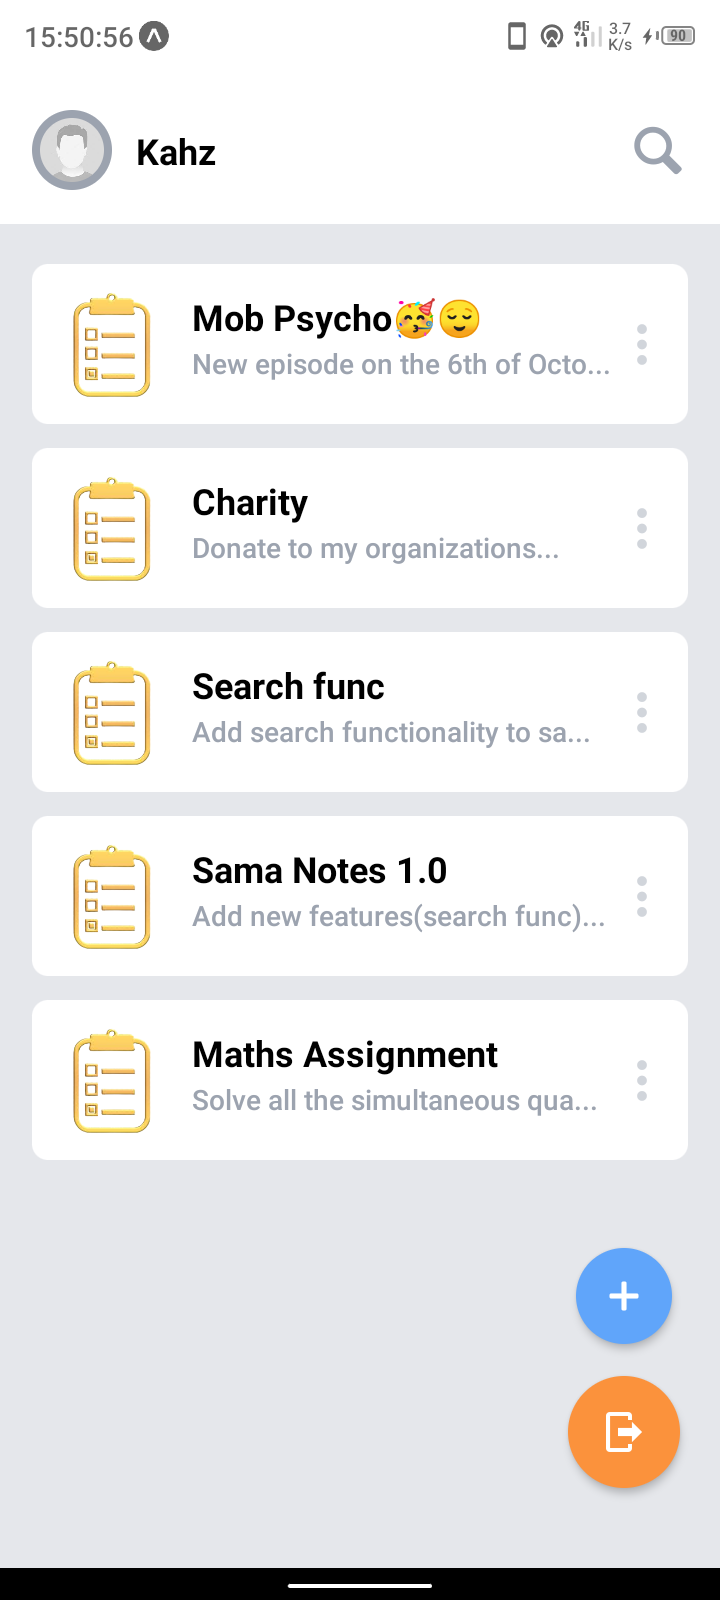 15:50:56 4G 3.7 K/s 90
Kahz
Mob Psycho🥳😌
New episode on the 6th of Octo...
Charity
Donate to my organizations...
Search func
Add search functionality to sa...
Sama Notes 1.0
Add new features(search func)...
Maths Assignment
Solve all the simultaneous qua...